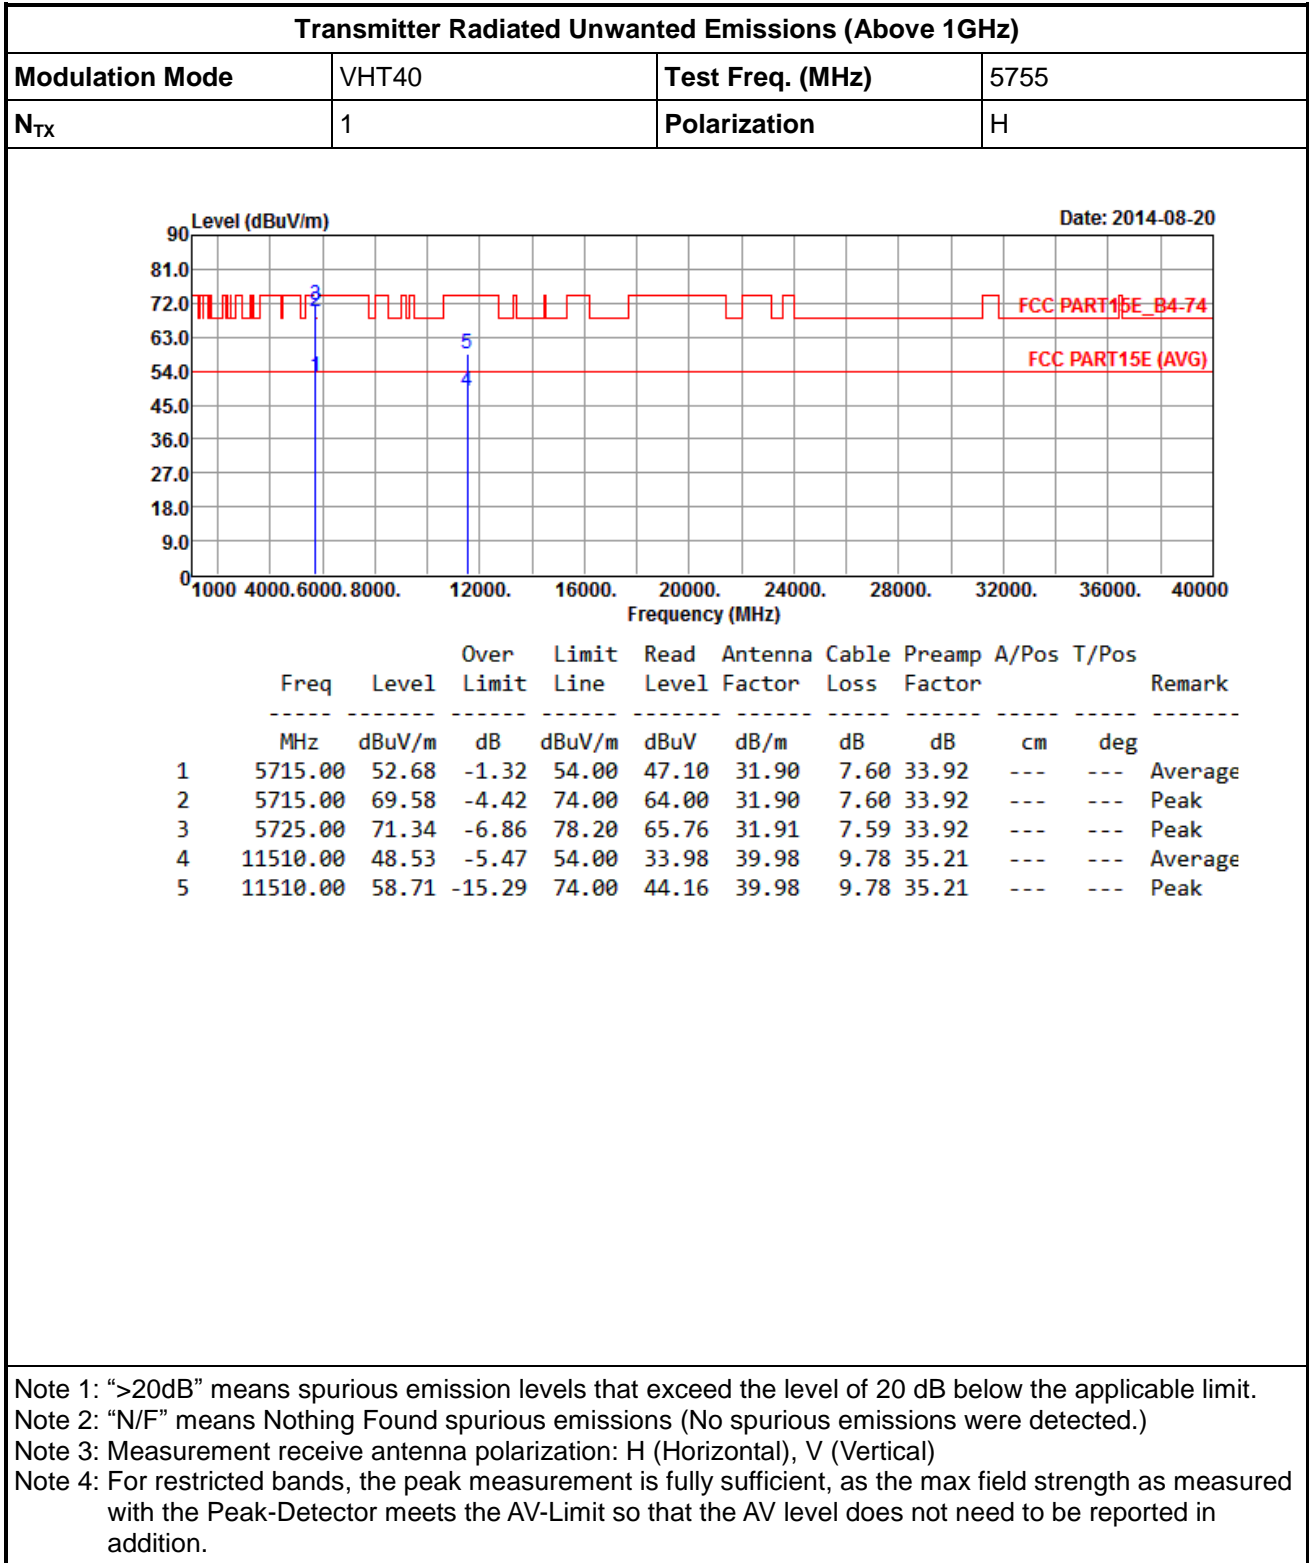 Transmitter Radiated Unwanted Emissions (Above 1GHz)
Modulation Mode VHT40 Test Freq. (MHz) 5755
NTX 1 Polarization H
Level (dBuV/m) Date: 2014-08-20
90
81.0
72.0
63.0
54.0
45.0
36.0
27.0
18.0
9.0
0
3
2
1
5
4
FCC PART15E_B4-74
FCC PART15E (AVG)
1000 4000. 6000. 8000. 12000. 16000. 20000. 24000. 28000. 32000. 36000. 40000
Frequency (MHz)
Over Limit Read Antenna Cable Preamp A/Pos T/Pos
Freq Level Limit Line Level Factor Loss Factor Remark
----- ------- ------ ------ ------- ------ ----- ------ ----- ----- -------
MHz dBuV/m dB dBuV/m dBuV dB/m dB dB cm deg
1 5715.00 52.68 -1.32 54.00 47.10 31.90 7.60 33.92 --- --- Average
2 5715.00 69.58 -4.42 74.00 64.00 31.90 7.60 33.92 --- --- Peak
3 5725.00 71.34 -6.86 78.20 65.76 31.91 7.59 33.92 --- --- Peak
4 11510.00 48.53 -5.47 54.00 33.98 39.98 9.78 35.21 --- --- Average
5 11510.00 58.71 -15.29 74.00 44.16 39.98 9.78 35.21 --- --- Peak
Note 1: “>20dB” means spurious emission levels that exceed the level of 20 dB below the applicable limit.
Note 2: “N/F” means Nothing Found spurious emissions (No spurious emissions were detected.)
Note 3: Measurement receive antenna polarization: H (Horizontal), V (Vertical)
Note 4: For restricted bands, the peak measurement is fully sufficient, as the max field strength as measured
with the Peak-Detector meets the AV-Limit so that the AV level does not need to be reported in
addition.